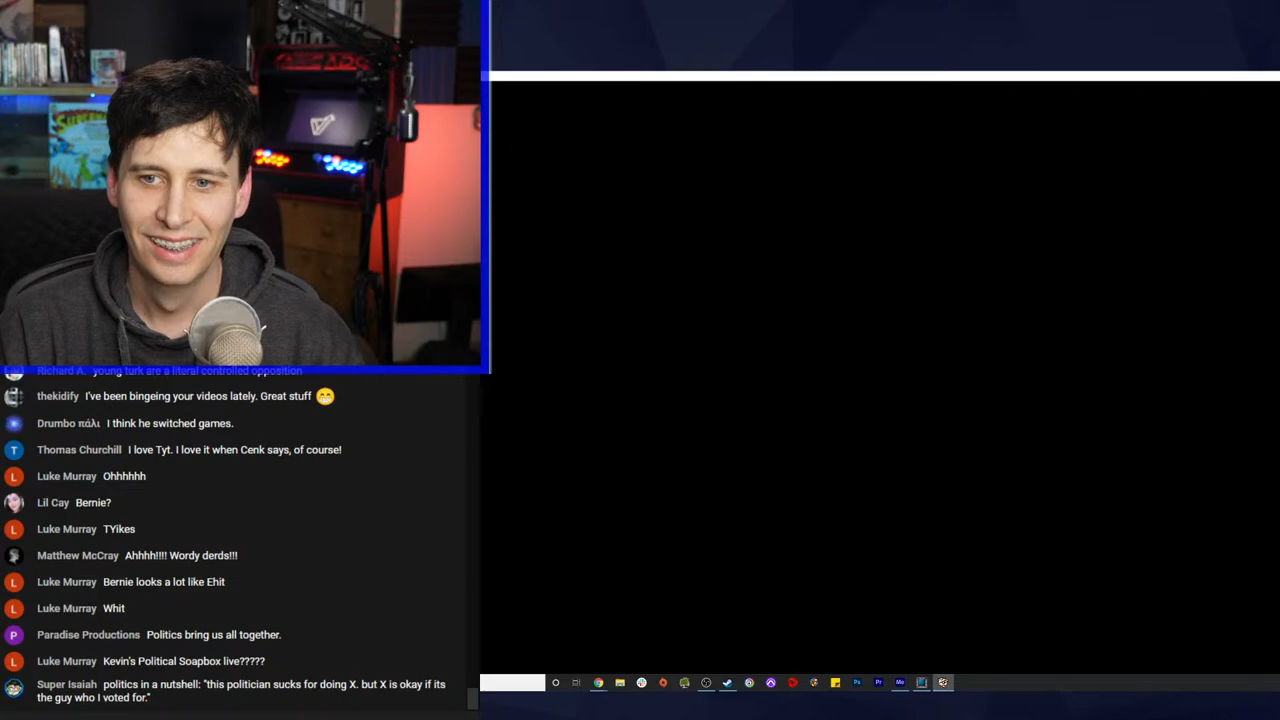 SUPERMAN
Richard A. young turk are a literal controlled opposition
thekidify I've been bingeing your videos lately. Great stuff 😁
Drumbo πάλι I think he switched games.
T Thomas Churchill I love Tyt. I love it when Cenk says, of course!
L Luke Murray Ohhhhhh
Lil Cay Bernie?
L Luke Murray TYikes
Matthew McCray Ahhhh!!!! Wordy derds!!!
L Luke Murray Bernie looks a lot like Ehit
L Luke Murray Whit
P Paradise Productions Politics bring us all together.
L Luke Murray Kevin's Political Soapbox live?????
Super Isaiah politics in a nutshell: "this politician sucks for doing X. but X is okay if its
the guy who I voted for."
Ps Pr Me